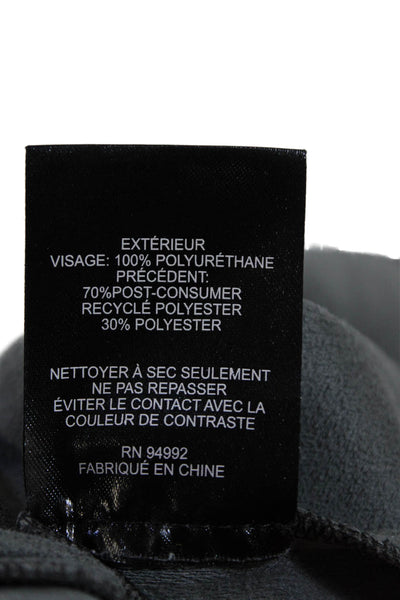 EXTÉRIEUR
VISAGE: 100% POLYURÉTHANE
PRÉCÉDENT:
70%POST-CONSUMER
RECYCLÉ POLYESTER
30% POLYESTER
NETTOYER À SEC SEULEMENT
NE PAS REPASSER
ÉVITER LE CONTACT AVEC LA
COULEUR DE CONTRASTE
RN 94992
FABRIQUÉ EN CHINE